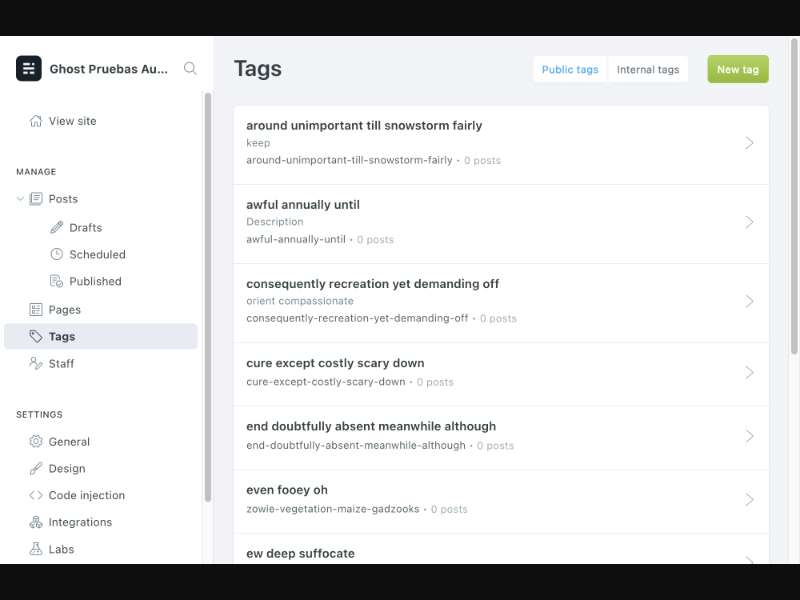 Ghost Pruebas Au...
View site
MANAGE
Posts
Drafts
Scheduled
Published
Pages
Tags
Staff
SETTINGS
General
Design
Code injection
Integrations
Labs
Tags
Public tags
Internal tags
New tag
around unimportant till snowstorm fairly
keep
around-unimportant-till-snowstorm-fairly • 0 posts
awful annually until
Description
awful-annually-until • 0 posts
consequently recreation yet demanding off
orient compassionate
consequently-recreation-yet-demanding-off • 0 posts
cure except costly scary down
cure-except-costly-scary-down • 0 posts
end doubtfully absent meanwhile although
end-doubtfully-absent-meanwhile-although • 0 posts
even fooey oh
zowie-vegetation-maize-gadzooks • 0 posts
ew deep suffocate